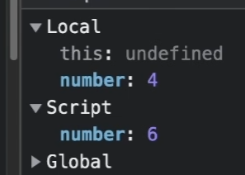 ▼Local
this: undefined
number: 4
▼Script
number: 6
▶Global